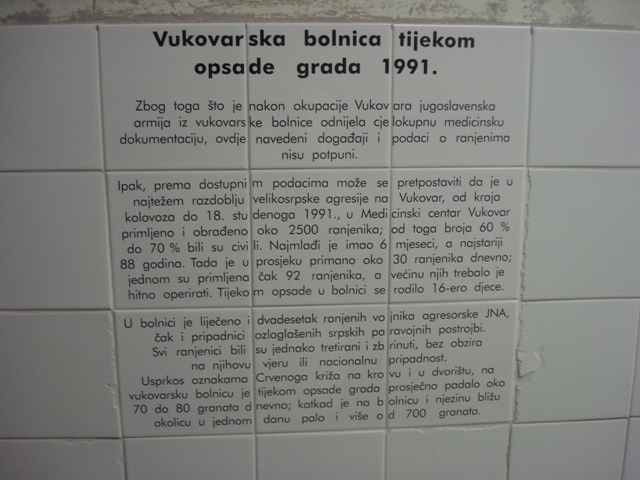 Vukovarska bolnica tijekom
opsade grada 1991.
Zbog toga što je nakon okupacije Vukovara jugoslavenska
armija iz vukovarske bolnice odnijela cjelokupnu medicinsku
dokumentaciju, ovdje navedeni događaji i podaci o ranjenima
nisu potpuni.
Ipak, prema dostupnim podacima može se pretpostaviti da je u
najtežem razdoblju velikosrpske agresije na Vukovar, od kraja
kolovoza do 18. studenoga 1991., u Medicinski centar Vukovar
primljeno i obrađeno oko 2500 ranjenika; od toga broja 60 %
do 70 % bili su civili. Najmlađi je imao 6 mjeseci, a najstariji
88 godina. Tada je u prosjeku primano oko 30 ranjenika dnevno;
jednom su primljena čak 92 ranjenika, a većinu njih trebalo je
hitno operirati. Tijekom opsade u bolnici se rodilo 16-ero djece.
U bolnici je liječeno i dvadesetak ranjenih vojnika agresorske JNA,
čak i pripadnici ozloglašenih srpskih paravojnih postrojbi.
Svi ranjenici bili su jednako tretirani i zbrinuti, bez obzira
na njihovu vjeru ili nacionalnu pripadnost.
Usprkos oznakama Crvenoga križa na krovu i u dvorištu, na
vukovarsku bolnicu je tijekom opsade grada prosječno padalo oko
70 do 80 granata dnevno; katkad je na bolnicu i njezinu bližu
okolicu u jednom danu palo i više od 700 granata.